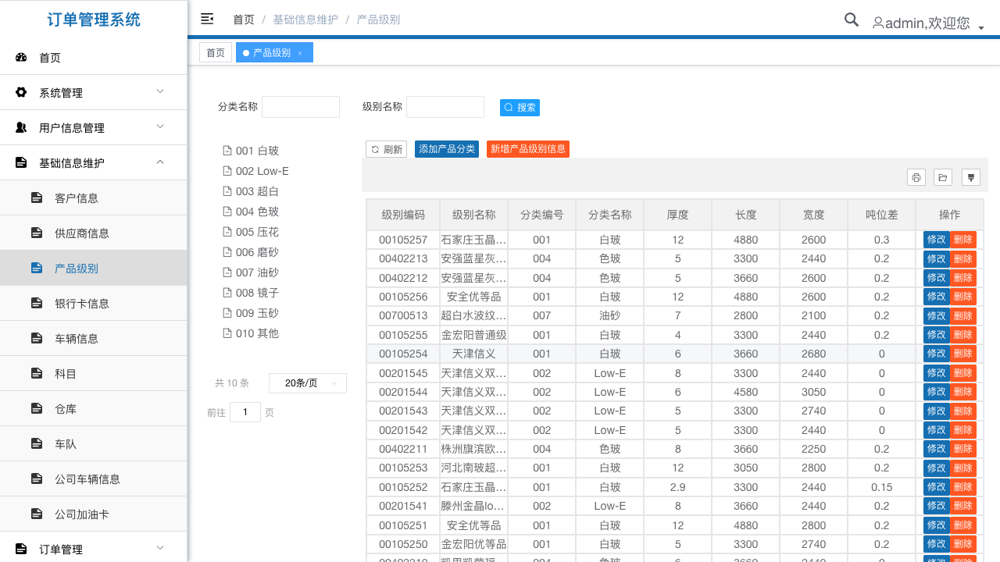 订单管理系统
首页
系统管理
用户信息管理
基础信息维护
客户信息
供应商信息
产品级别
银行卡信息
车辆信息
科目
仓库
车队
公司车辆信息
公司加油卡
订单管理
首页 / 基础信息维护 / 产品级别
admin,欢迎您
首页
产品级别 ×
分类名称
级别名称
搜索
001 白玻
002 Low-E
003 超白
004 色玻
005 压花
006 磨砂
007 油砂
008 镜子
009 玉砂
010 其他
共 10 条
20条/页
前往 1 页
刷新 添加产品分类 新增产品级别信息
级别编码 级别名称 分类编号 分类名称 厚度 长度 宽度 吨位差 操作
00105257 石家庄玉晶… 001 白玻 12 4880 2600 0.3 修改 删除
00402213 安强蓝星灰… 004 色玻 5 3300 2440 0.2 修改 删除
00402212 安强蓝星灰… 004 色玻 5 3660 2600 0.2 修改 删除
00105256 安全优等品 001 白玻 12 4880 2600 0.2 修改 删除
00700513 超白水波纹… 007 油砂 7 2800 2100 0.2 修改 删除
00105255 金宏阳普通级 001 白玻 4 3300 2440 0.2 修改 删除
00105254 天津信义 001 白玻 6 3660 2680 0 修改 删除
00201545 天津信义双… 002 Low-E 8 3300 2440 0 修改 删除
00201544 天津信义双… 002 Low-E 6 4580 3050 0 修改 删除
00201543 天津信义双… 002 Low-E 5 3300 2740 0 修改 删除
00201542 天津信义双… 002 Low-E 5 3300 2440 0 修改 删除
00402211 株洲旗滨欧… 004 色玻 8 3660 2250 0.2 修改 删除
00105253 河北南玻超… 001 白玻 12 3050 2800 0.2 修改 删除
00105252 石家庄玉晶… 001 白玻 2.9 3300 2440 0.15 修改 删除
00201541 滕州金晶lo… 002 Low-E 8 3660 2440 0.2 修改 删除
00105251 安全优等品 001 白玻 12 4880 2800 0.2 修改 删除
00105250 金宏阳优等品 001 白玻 5 3300 2740 0.2 修改 删除
004 色玻 6 3660 2440 0.2 修改 删除